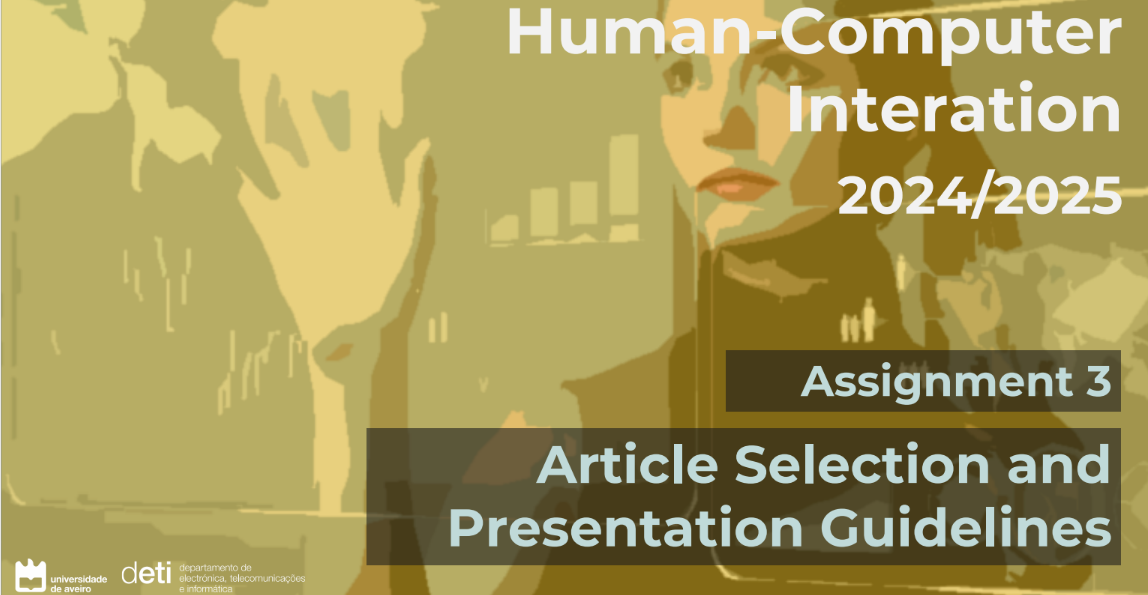 Human-Computer
Interation
2024/2025
Assignment 3
Article Selection and
Presentation Guidelines
universidade
de aveiro
deti
departamento de
electrónica, telecomunicações
e informática